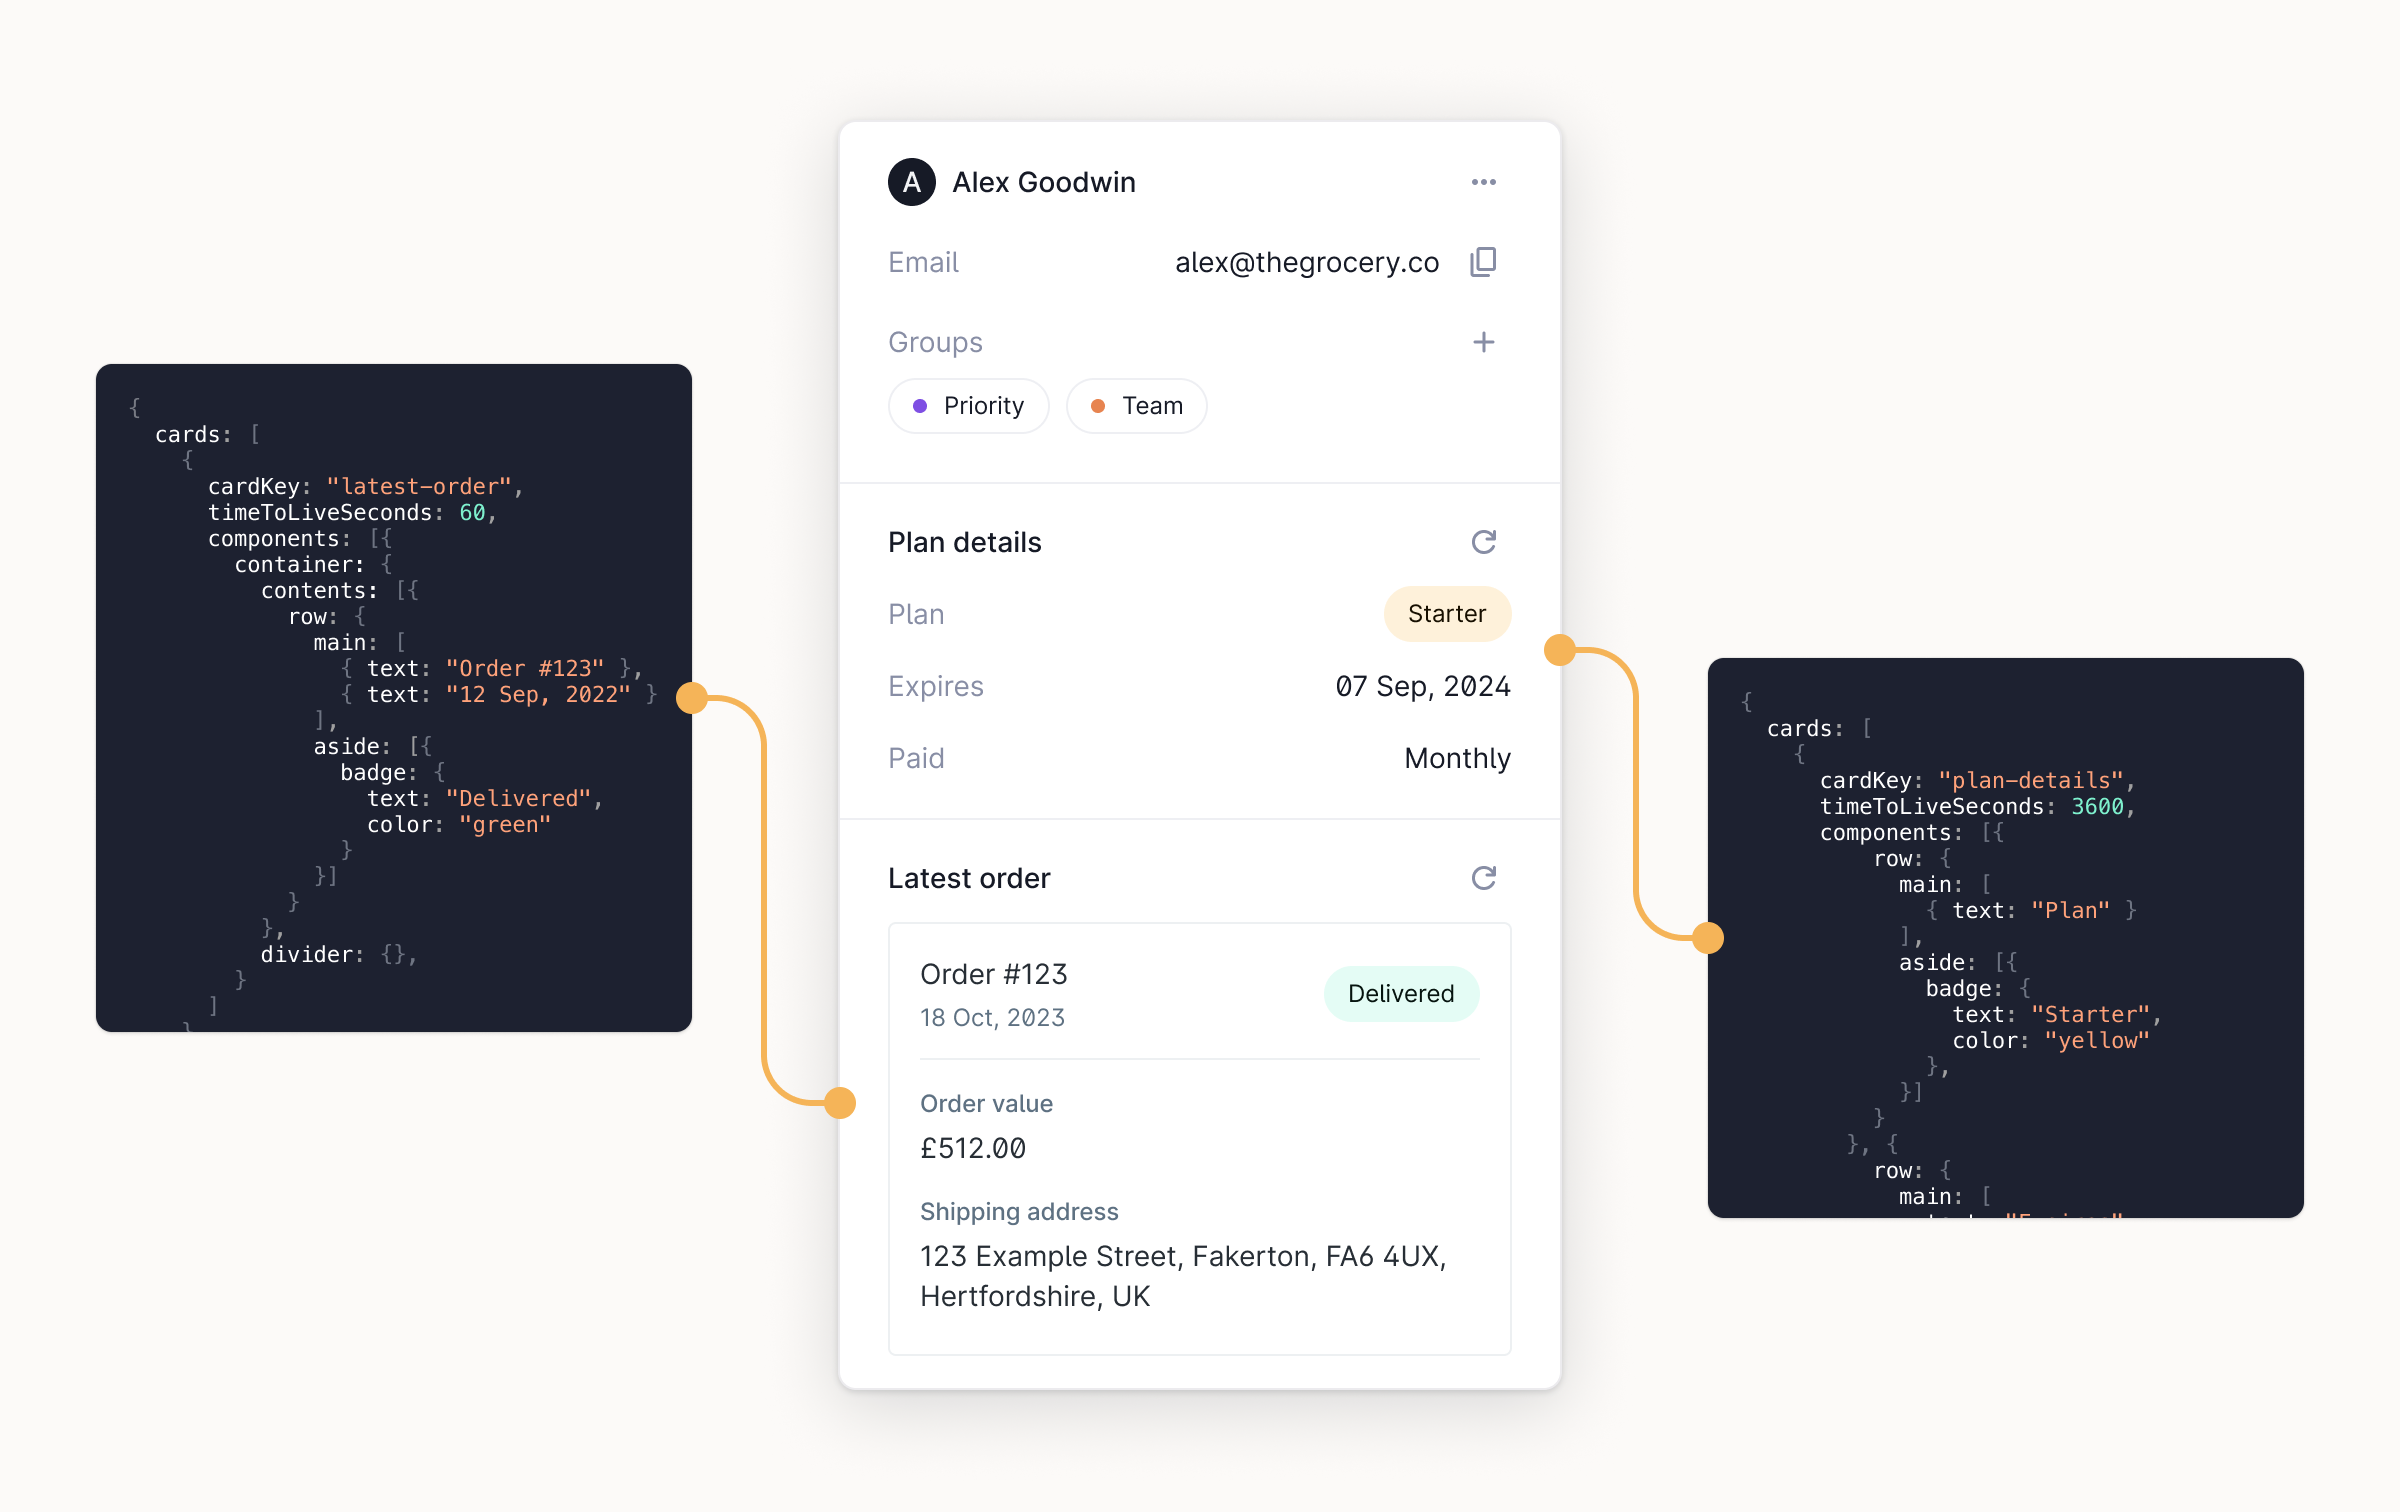 {
  cards: [
    {
      cardKey: "latest-order",
      timeToLiveSeconds: 60,
      components: [{
        container: {
          contents: [{
            row: {
              main: [
                { text: "Order #123" },
                { text: "12 Sep, 2022" }
              ],
              aside: [{
                badge: {
                  text: "Delivered",
                  color: "green"
                }
              }]
            }
          },
          divider: {},
        }
      ]
    }
A Alex Goodwin
Email alex@thegrocery.co
Groups +
Priority Team
Plan details
Plan Starter
Expires 07 Sep, 2024
Paid Monthly
Latest order
Order #123 Delivered
18 Oct, 2023
Order value
£512.00
Shipping address
123 Example Street, Fakerton, FA6 4UX,
Hertfordshire, UK
{
  cards: [
    {
      cardKey: "plan-details",
      timeToLiveSeconds: 3600,
      components: [{
          row: {
            main: [
              { text: "Plan" }
            ],
            aside: [{
              badge: {
                text: "Starter",
                color: "yellow"
              },
            }]
          }
        }, {
          row: {
            main: [